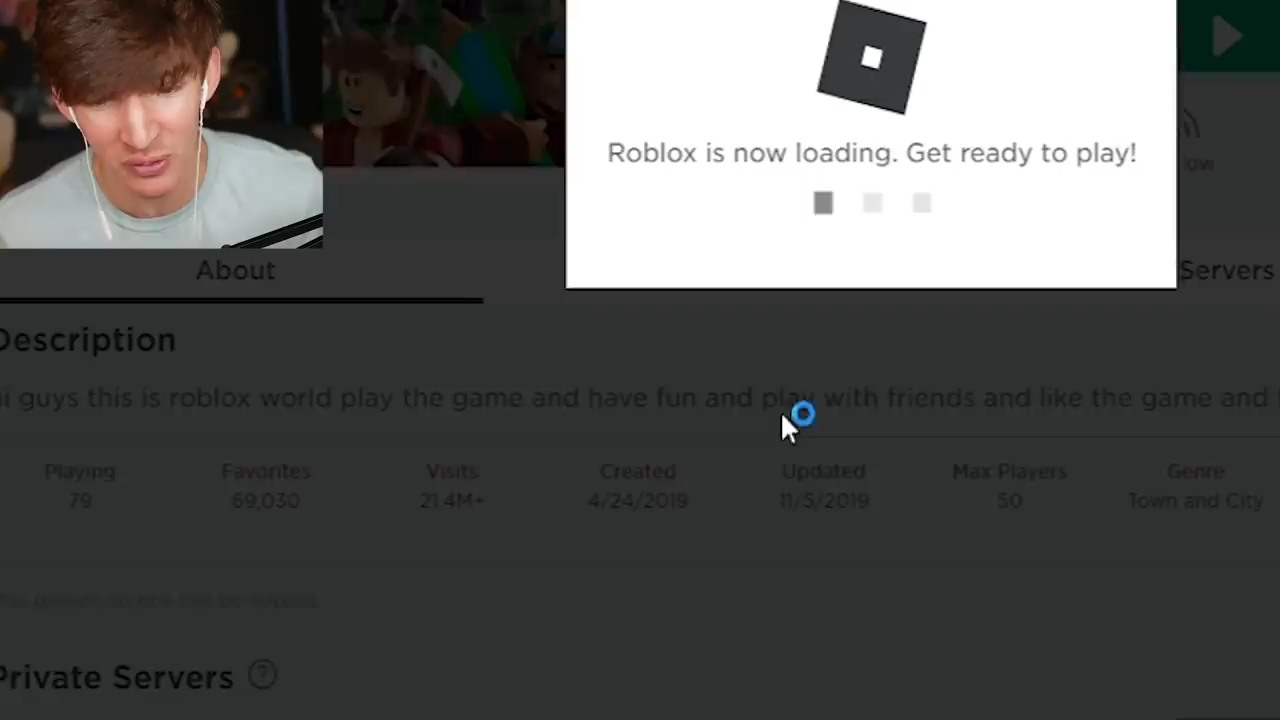 Roblox is now loading. Get ready to play!
ow
About
Servers
Description
i guys this is roblox world play the game and have fun and play with friends and like the game and
Playing
Favorites
Visits
Created
Updated
Max Players
Genre
79
69,030
21.4M+
4/24/2019
11/5/2019
50
Town and City
Private Servers ?